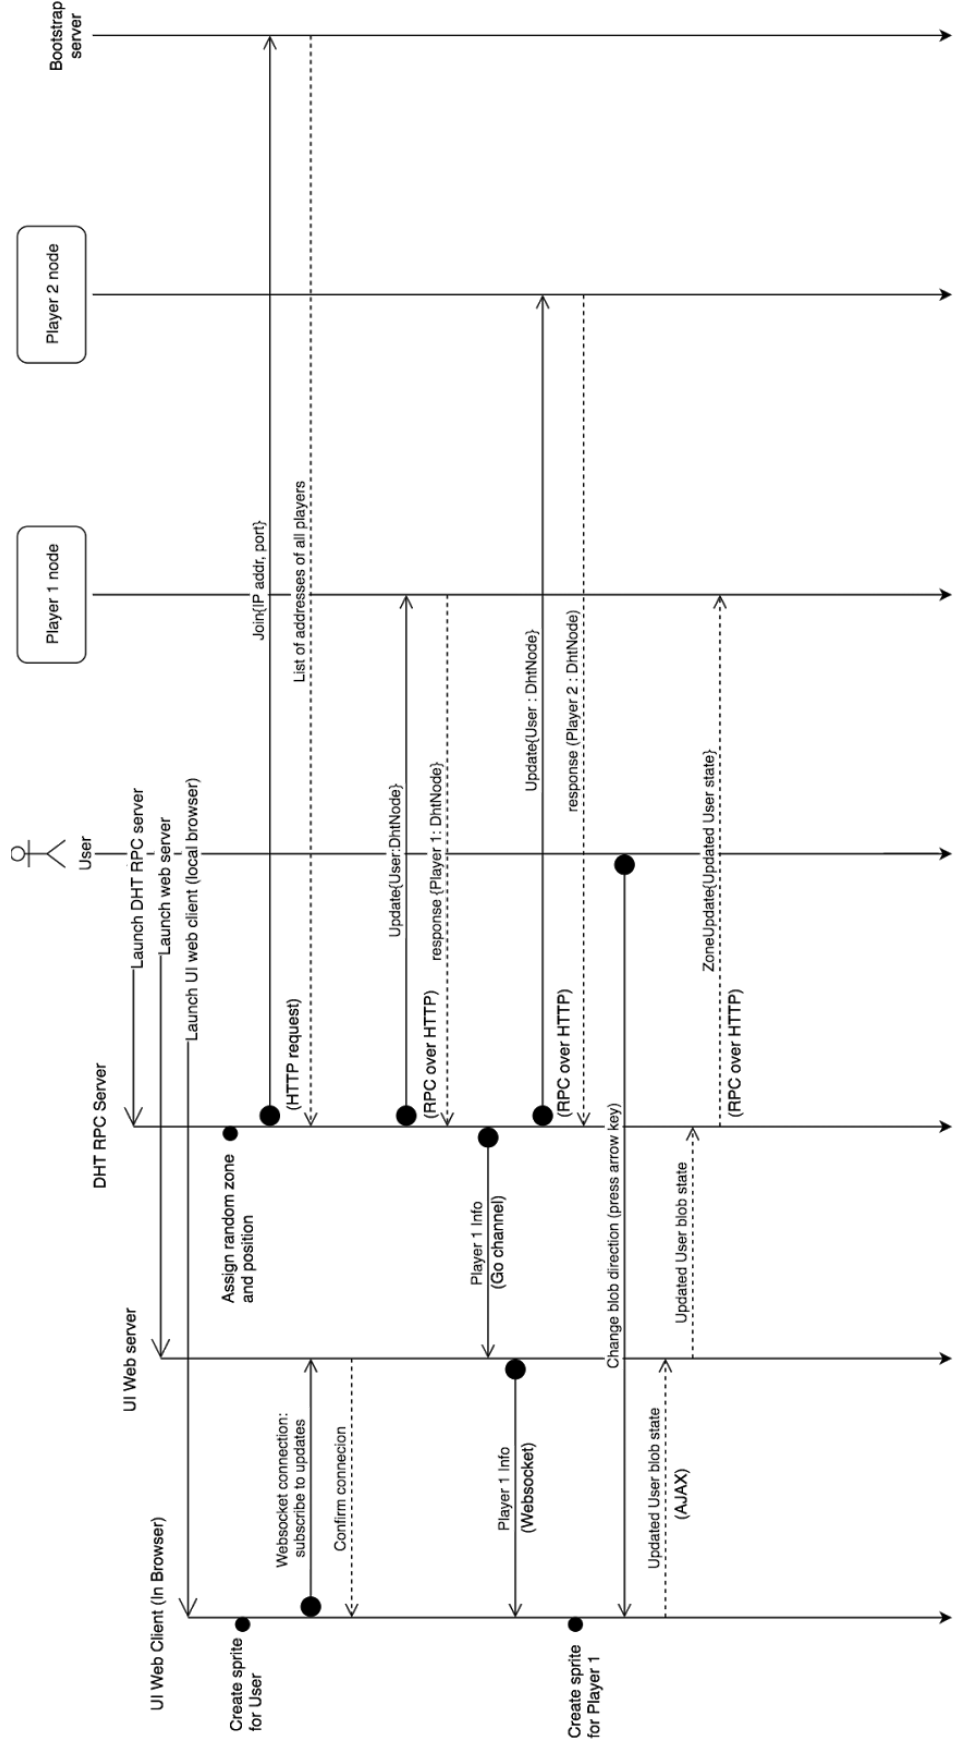 UI Web Client (In Browser)
UI Web server
DHT RPC Server
User
Player 1 node
Player 2 node
Bootstrap
server
Launch DHT RPC server
Launch web server
Launch UI web client (local browser)
Assign random zone
and position
Create sprite
for User
Join{IP addr, port}
(HTTP request)
List of addresses of all players
Websocket connection:
subscribe to updates
Confirm connecion
Update{User:DhtNode}
(RPC over HTTP)
response {Player 1: DhtNode}
Player 1 Info
(Go channel)
Player 1 Info
(Websocket)
Update{User : DhtNode}
(RPC over HTTP)
response (Player 2 : DhtNode)
Create sprite
for Player 1
Change blob direction (press arrow key)
Updated User blob state
(AJAX)
Updated User blob state
ZoneUpdate{Updated User state}
(RPC over HTTP)